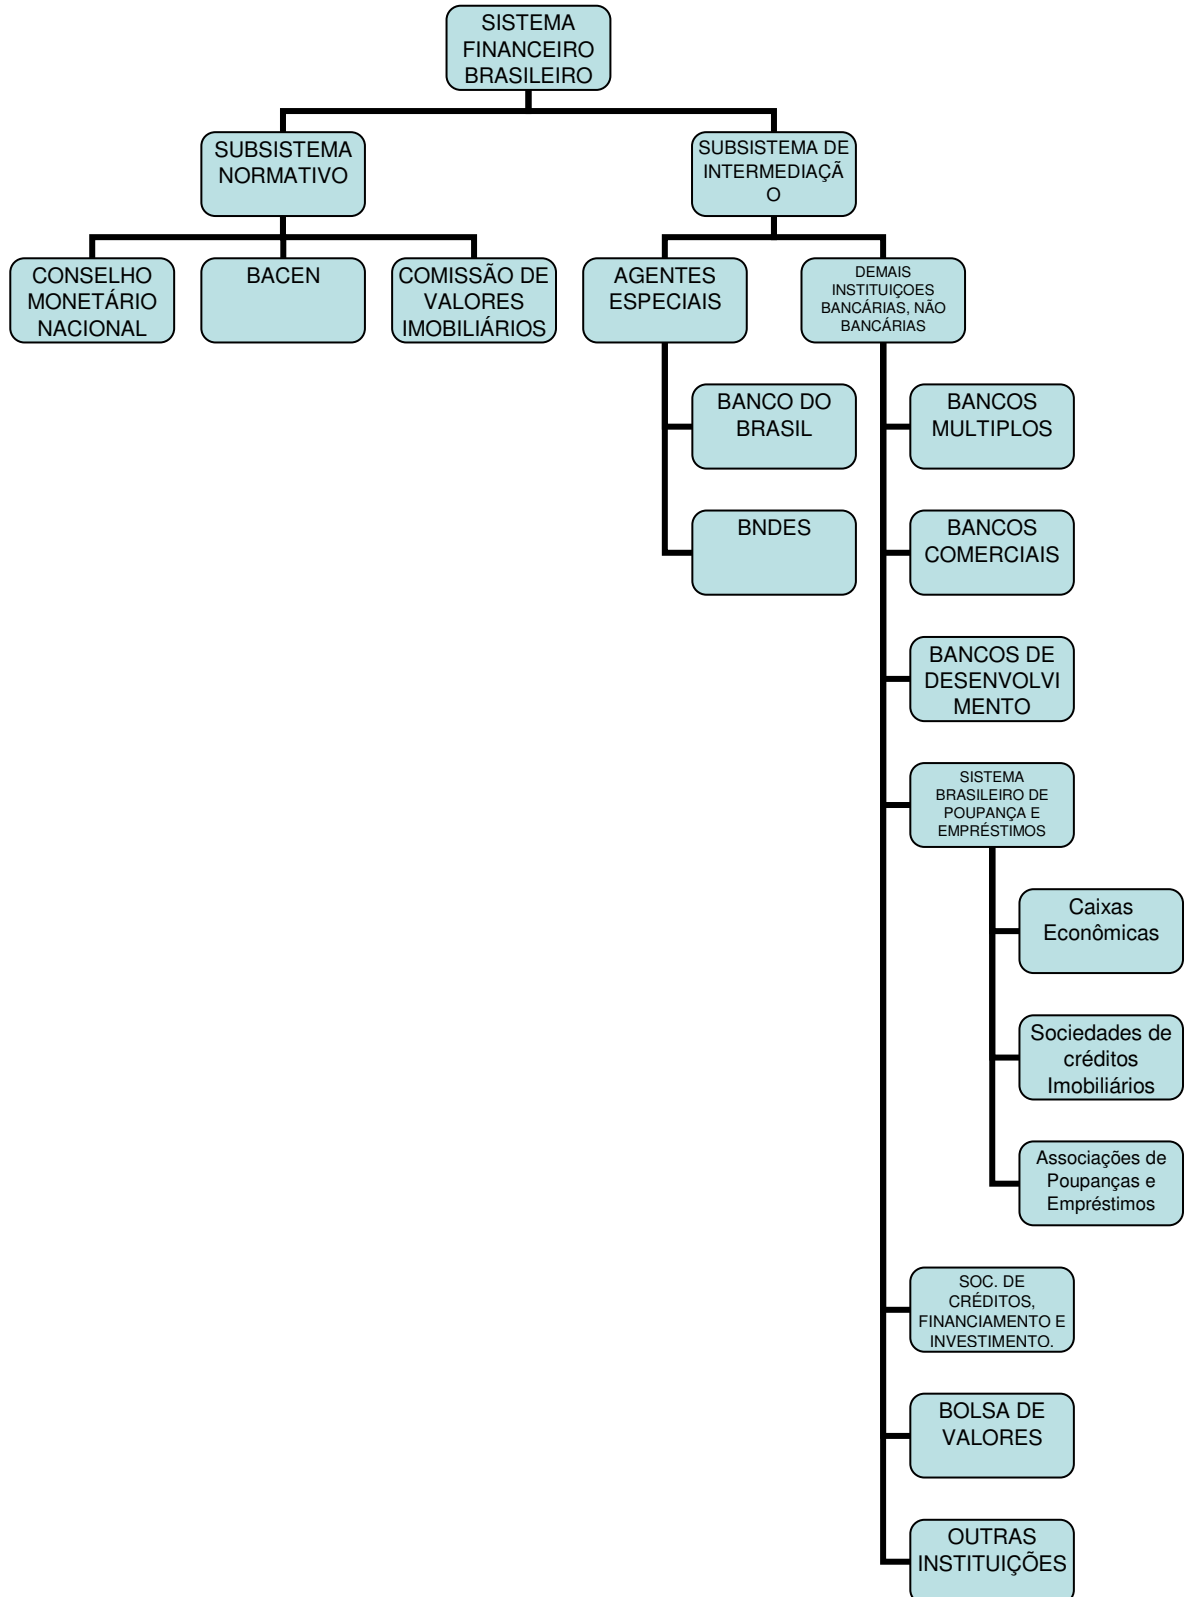 SISTEMA
FINANCEIRO
BRASILEIRO
SUBSISTEMA
NORMATIVO
SUBSISTEMA DE
INTERMEDIAÇÃ
O
CONSELHO
MONETÁRIO
NACIONAL
BACEN
COMISSÃO DE
VALORES
IMOBILIÁRIOS
AGENTES
ESPECIAIS
DEMAIS
INSTITUIÇOES
BANCÁRIAS, NÃO
BANCÁRIAS
BANCO DO
BRASIL
BNDES
BANCOS
MULTIPLOS
BANCOS
COMERCIAIS
BANCOS DE
DESENVOLVI
MENTO
SISTEMA
BRASILEIRO DE
POUPANÇA E
EMPRÉSTIMOS
Caixas
Econômicas
Sociedades de
créditos
Imobiliários
Associações de
Poupanças e
Empréstimos
SOC. DE
CRÉDITOS,
FINANCIAMENTO E
INVESTIMENTO.
BOLSA DE
VALORES
OUTRAS
INSTITUIÇÕES